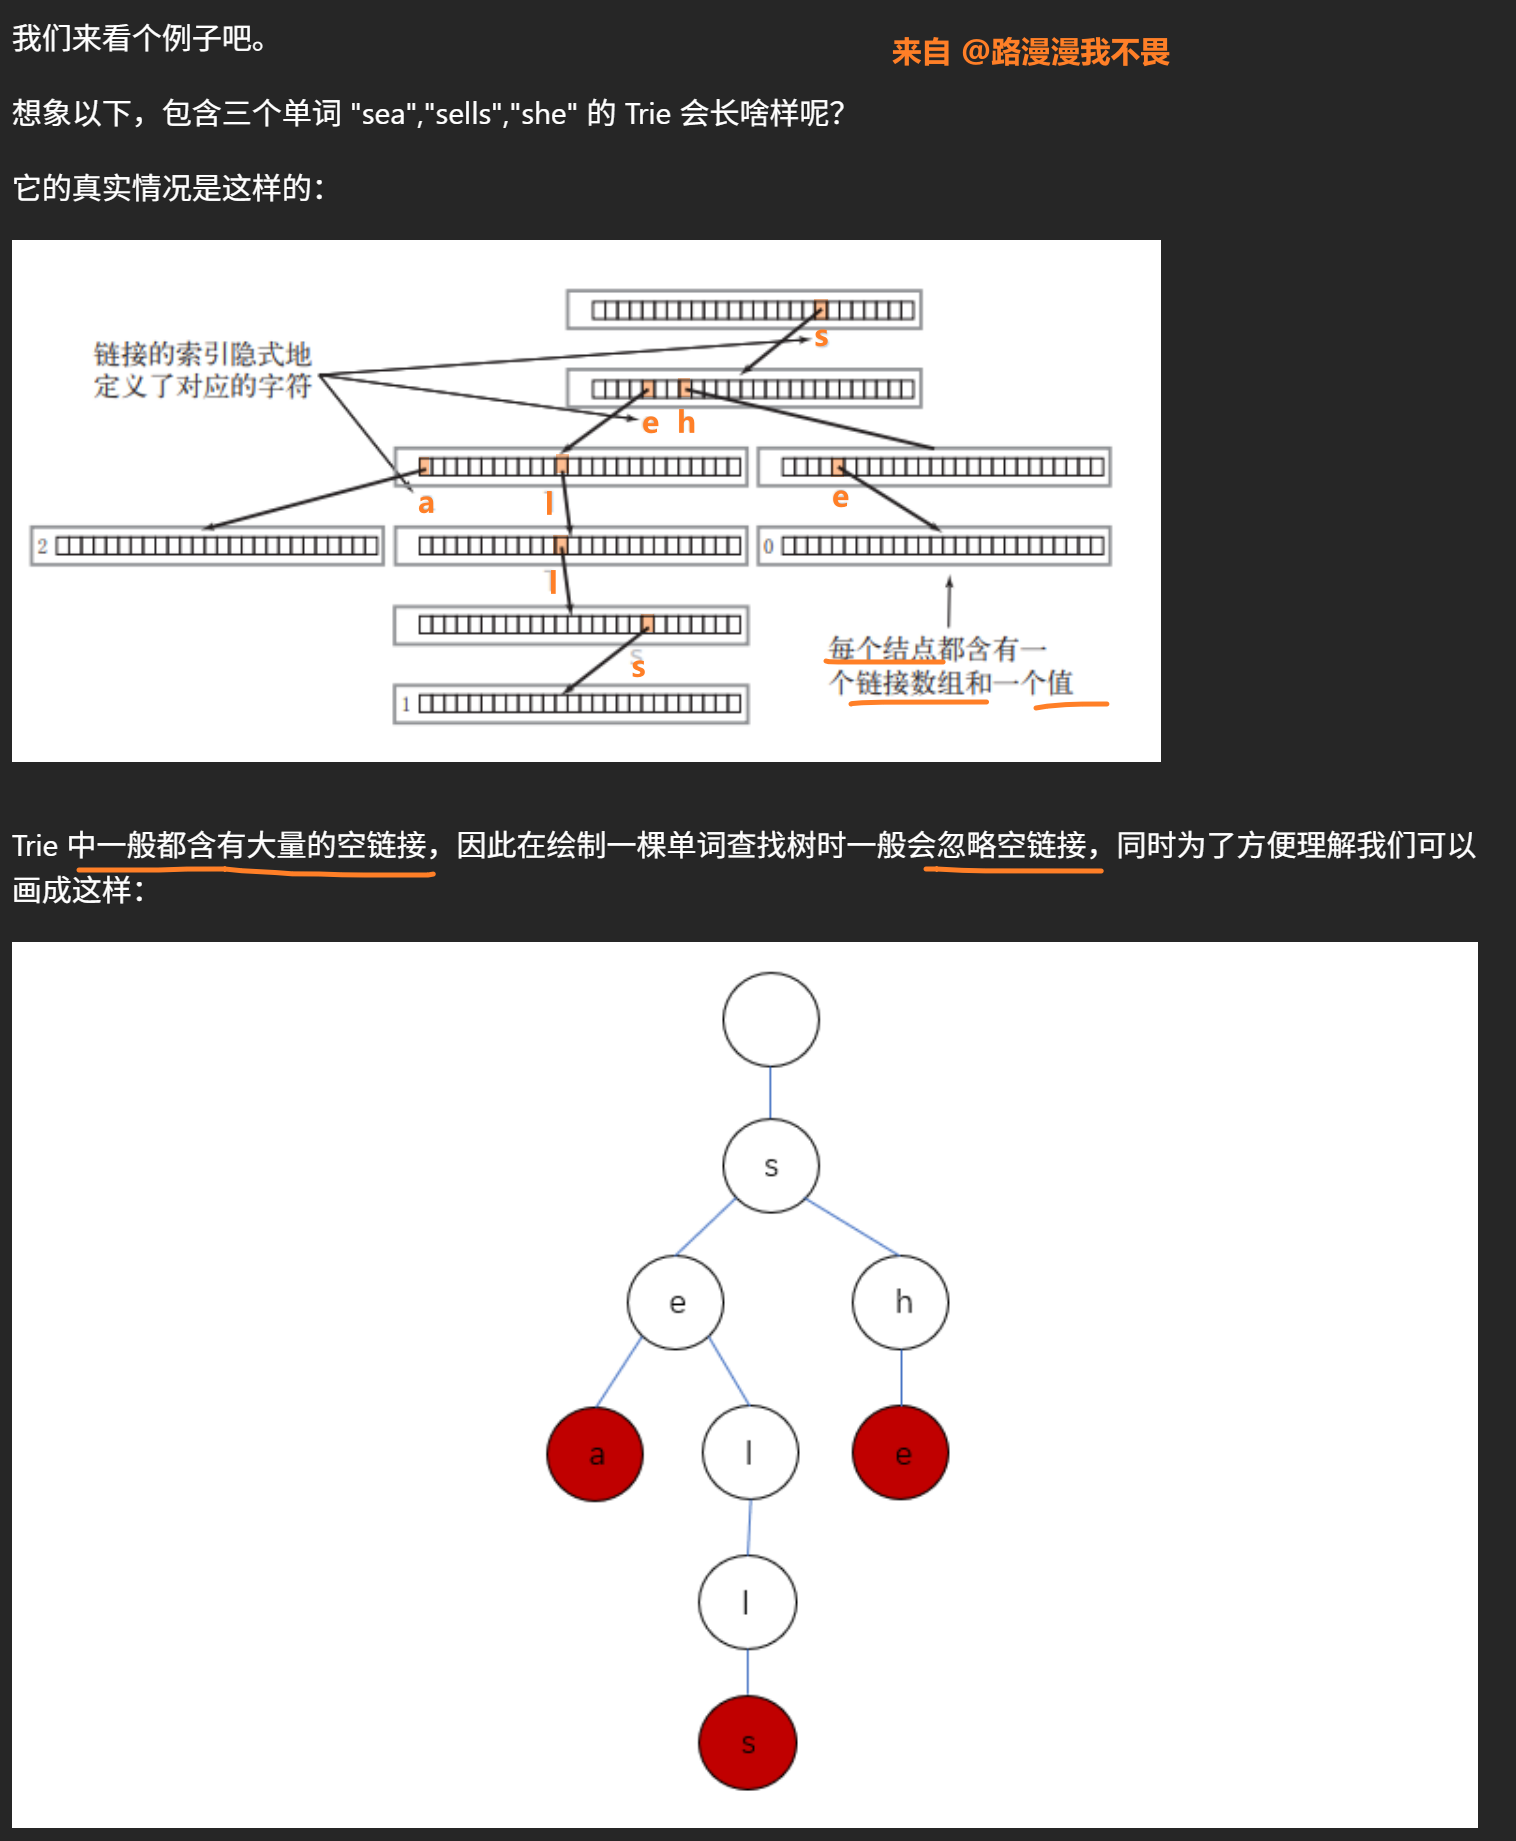 我们来看个例子吧。
来自 @路漫漫我不畏
想象以下，包含三个单词 "sea","sells","she" 的 Trie 会长啥样呢？
它的真实情况是这样的：
链接的索引隐式地
定义了对应的字符
s
e h
a l e
2
0
l
s
1
每个结点都含有一
个链接数组和一个值
Trie 中一般都含有大量的空链接，因此在绘制一棵单词查找树时一般会忽略空链接，同时为了方便理解我们可以
画成这样：
s
e h
a l e
l
s